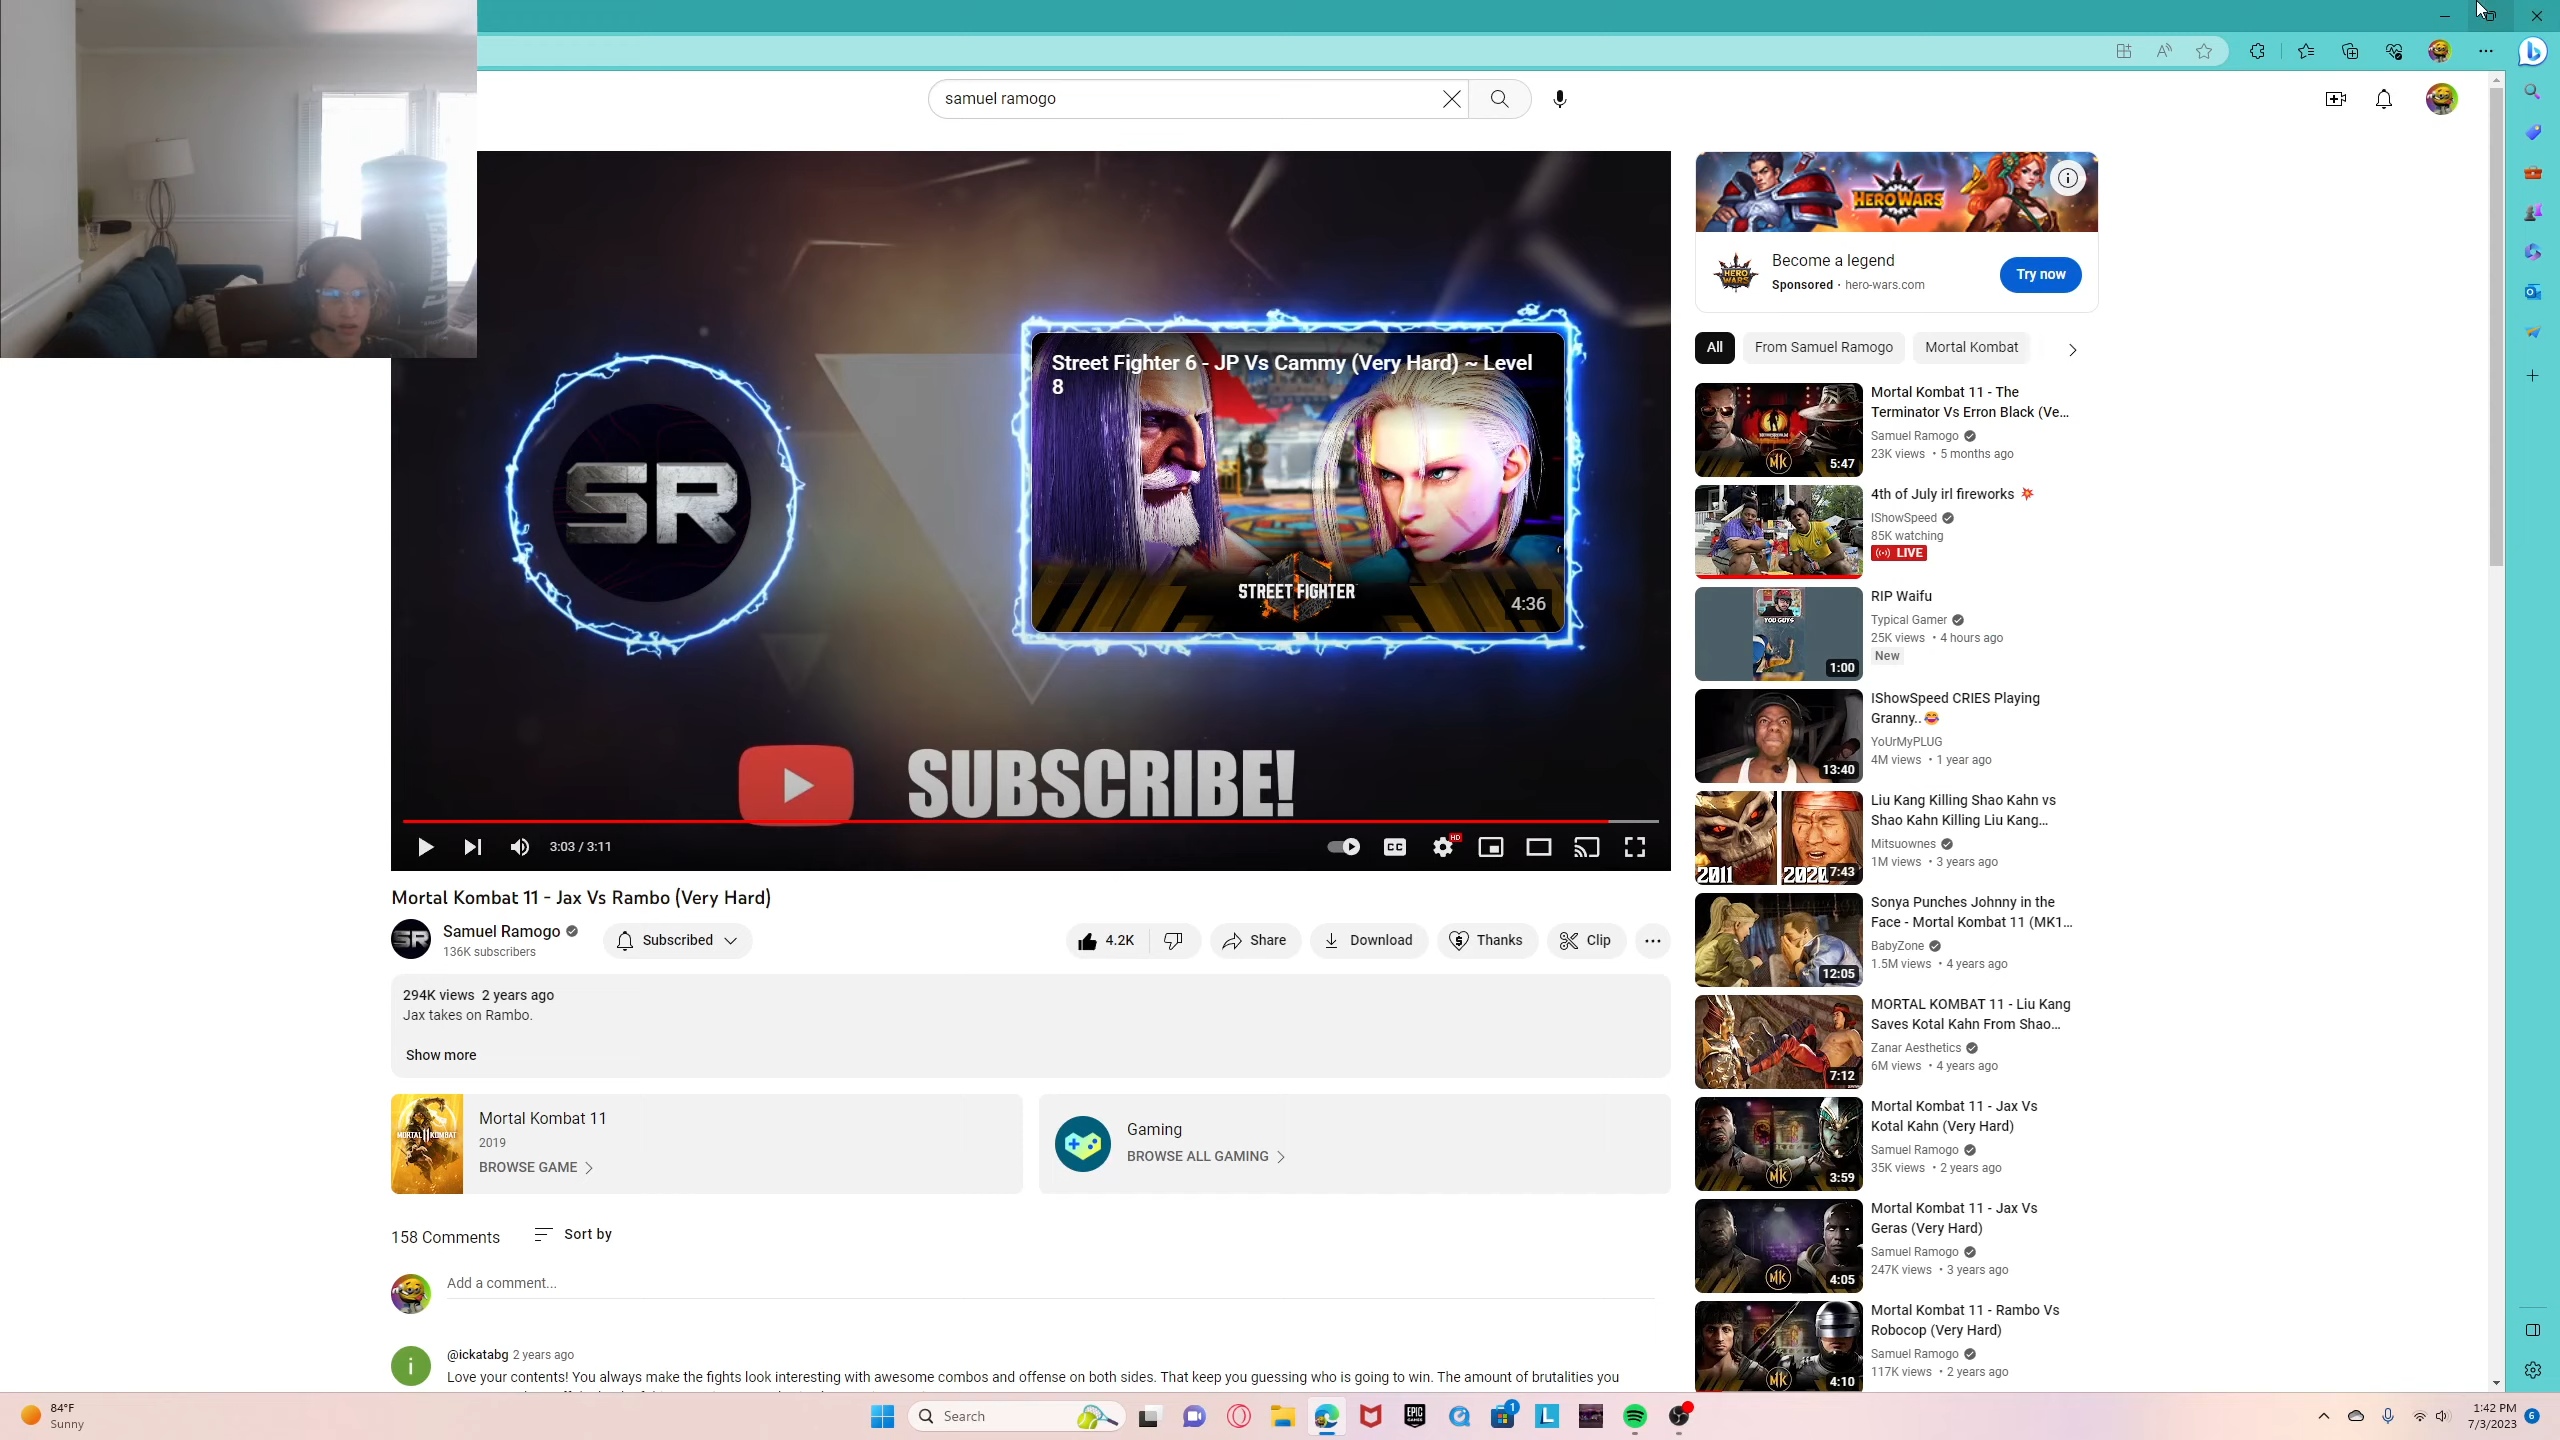 samuel ramogo
Street Fighter 6 - JP Vs Cammy (Very Hard) ~ Level
8
STREET FIGHTER
4:36
SR
SUBSCRIBE!
3:03 / 3:11
CC
HD
Mortal Kombat 11 - Jax Vs Rambo (Very Hard)
SR
Samuel Ramogo
136K subscribers
Subscribed
4.2K
Share
Download
Thanks
Clip
294K views 2 years ago
Jax takes on Rambo.
Show more
MORTAL KOMBAT 11
Mortal Kombat 11
2019
BROWSE GAME
Gaming
BROWSE ALL GAMING
158 Comments
Sort by
Add a comment...
i
@ickatabg 2 years ago
Love your contents! You always make the fights look interesting with awesome combos and offense on both sides. That keep you guessing who is going to win. The amount of brutalities you
HERO WARS
HERO WARS
Become a legend
Sponsored · hero-wars.com
Try now
All
From Samuel Ramogo
Mortal Kombat
Mortal Kombat 11 - The
Terminator Vs Erron Black (Ve...
Samuel Ramogo
23K views • 5 months ago
5:47
4th of July irl fireworks 💥
IShowSpeed
85K watching
LIVE
RIP Waifu
Typical Gamer
25K views • 4 hours ago
New
YOU GUYS
1:00
IShowSpeed CRIES Playing
Granny..😂
YoUrMyPLUG
4M views • 1 year ago
13:40
Liu Kang Killing Shao Kahn vs
Shao Kahn Killing Liu Kang...
Mitsuownes
1M views • 3 years ago
2011
2020
7:43
Sonya Punches Johnny in the
Face - Mortal Kombat 11 (MK1...
BabyZone
1.5M views • 4 years ago
12:05
MORTAL KOMBAT 11 - Liu Kang
Saves Kotal Kahn From Shao...
Zanar Aesthetics
6M views • 4 years ago
7:12
Mortal Kombat 11 - Jax Vs
Kotal Kahn (Very Hard)
Samuel Ramogo
35K views • 2 years ago
3:59
Mortal Kombat 11 - Jax Vs
Geras (Very Hard)
Samuel Ramogo
247K views • 3 years ago
4:05
Mortal Kombat 11 - Rambo Vs
Robocop (Very Hard)
Samuel Ramogo
117K views • 2 years ago
4:10
84°F
Sunny
Search
EPIC GAMES
1
L
1:42 PM
7/3/2023
6